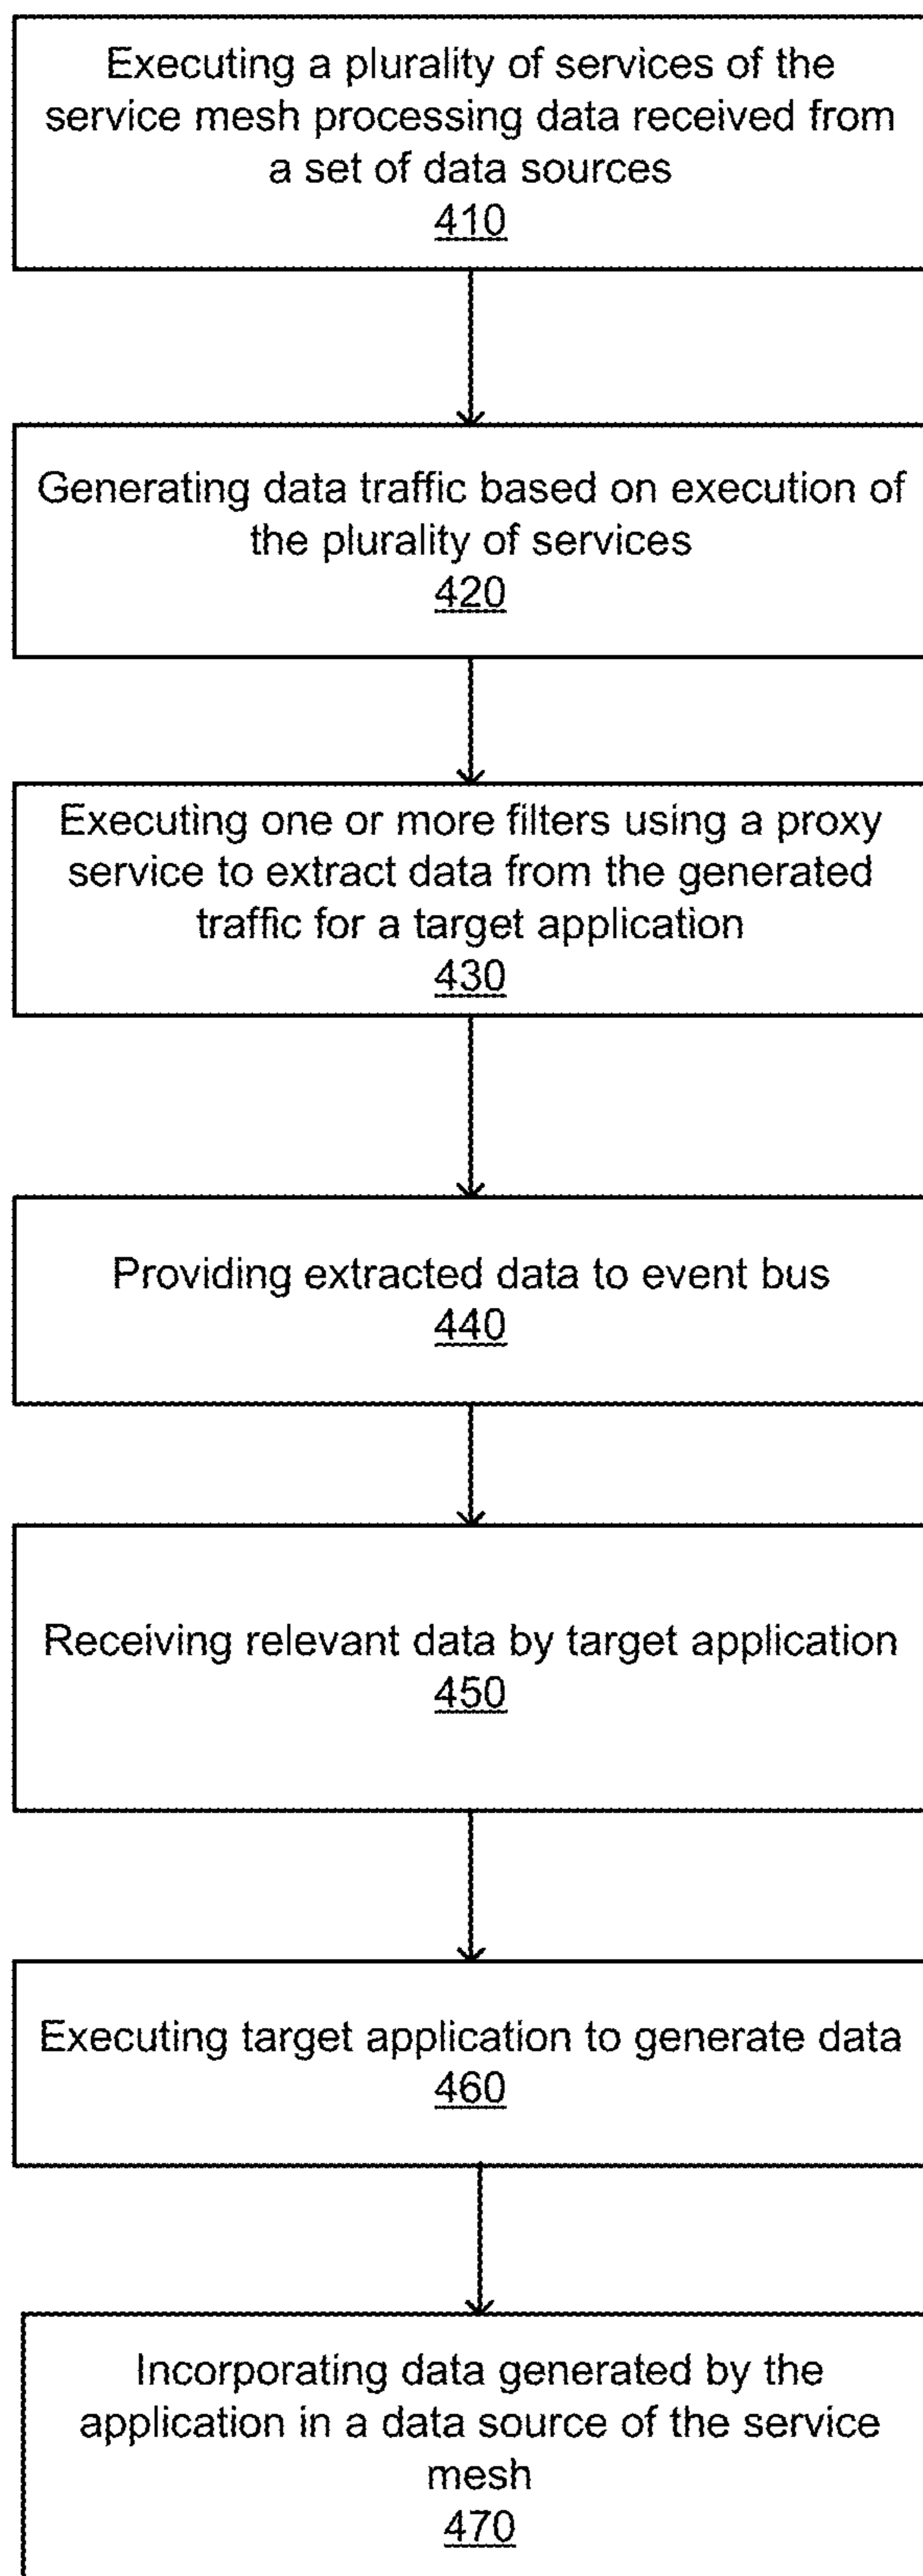 Executing a plurality of services of the
service mesh processing data received from
a set of data sources
410
Generating data traffic based on execution of
the plurality of services
420
Executing one or more filters using a proxy
service to extract data from the generated
traffic for a target application
430
Providing extracted data to event bus
440
Receiving relevant data by target application
450
Executing target application to generate data
460
Incorporating data generated by the
application in a data source of the service
mesh
470